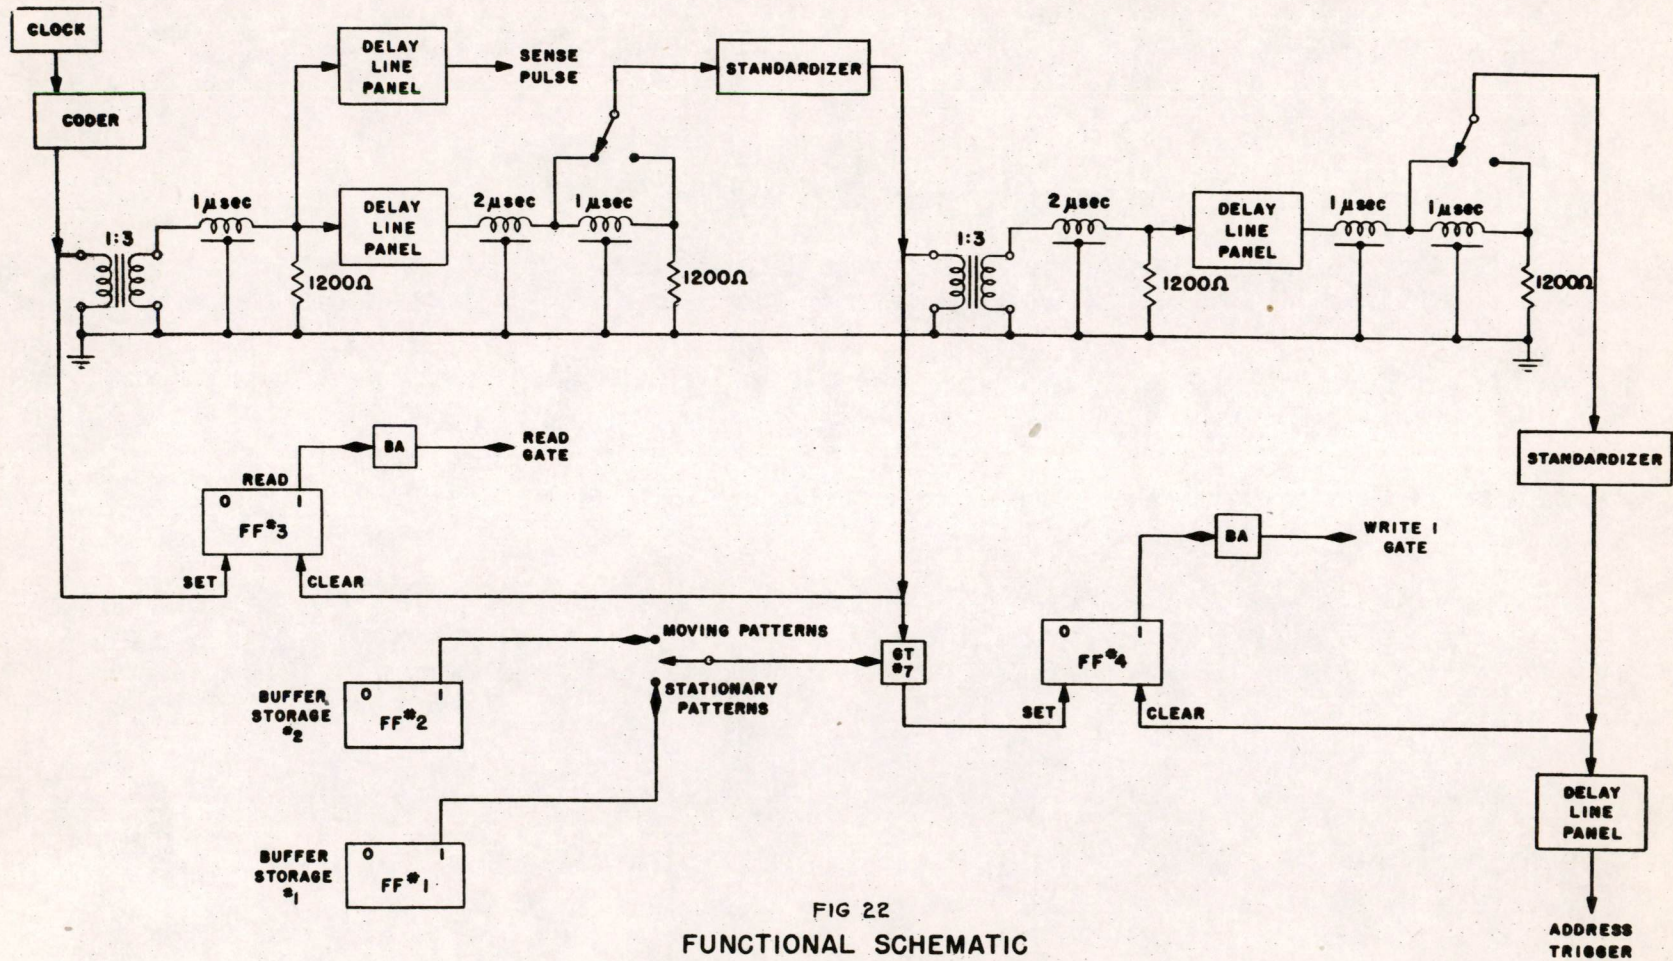 CLOCK
CODER
DELAY
LINE
PANEL
SENSE
PULSE
STANDARDIZER
1 μsec
DELAY
LINE
PANEL
2 μsec
1 μsec
1:3
1200Ω
1200Ω
2 μsec
DELAY
LINE
PANEL
1 μsec
1 μsec
1:3
1200Ω
1200Ω
BA
READ
GATE
READ
0 1
FF#3
SET
CLEAR
STANDARDIZER
BA
WRITE 1
GATE
MOVING PATTERNS
GT
#7
0 1
FF#4
STATIONARY
PATTERNS
SET
CLEAR
BUFFER
STORAGE
#2
0 1
FF#2
DELAY
LINE
PANEL
BUFFER
STORAGE
#1
0 1
FF#1
ADDRESS
TRIGGER
FIG 22
FUNCTIONAL SCHEMATIC